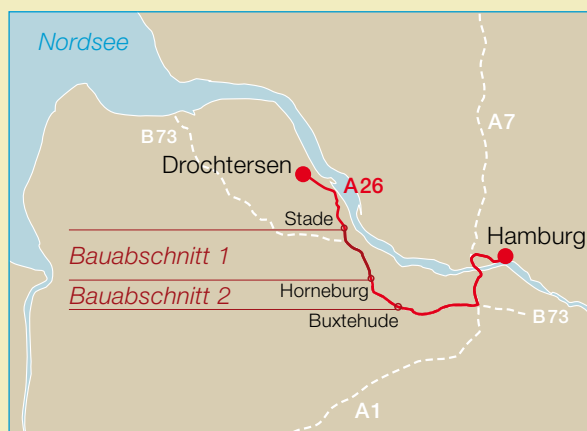 Nordsee
A7
B73
Drochtersen
A26
Stade
Hamburg
Bauabschnitt 1
Bauabschnitt 2
Horneburg
Buxtehude
B73
A1